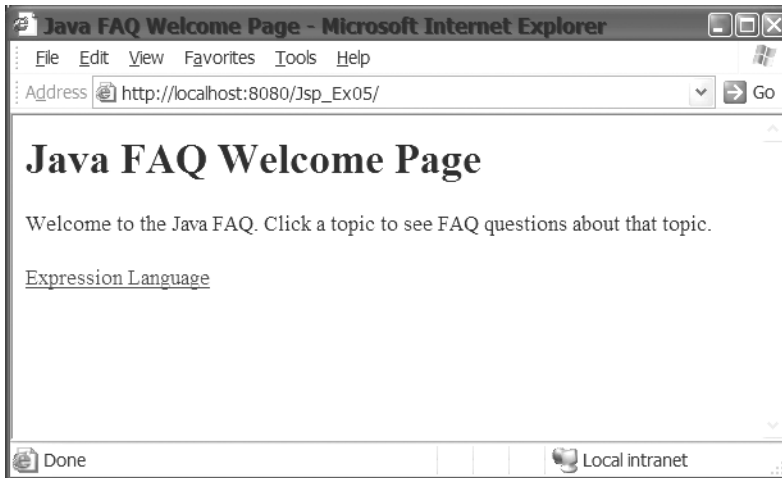 Java FAQ Welcome Page - Microsoft Internet Explorer
File Edit View Favorites Tools Help
Address http://localhost:8080/Jsp_Ex05/ Go
Java FAQ Welcome Page
Welcome to the Java FAQ. Click a topic to see FAQ questions about that topic.
Expression Language
Done Local intranet